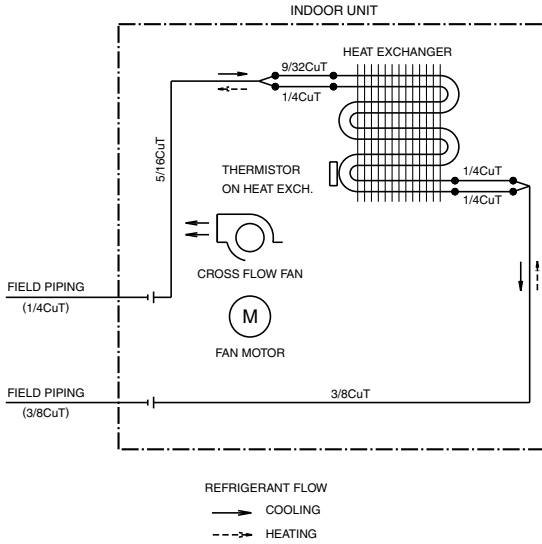 INDOOR UNIT
HEAT EXCHANGER
9/32CuT
1/4CuT
5/16CuT
THERMISTOR
ON HEAT EXCH.
1/4CuT
1/4CuT
CROSS FLOW FAN
FIELD PIPING
(1/4CuT)
M
FAN MOTOR
FIELD PIPING
(3/8CuT)
3/8CuT
REFRIGERANT FLOW
COOLING
HEATING